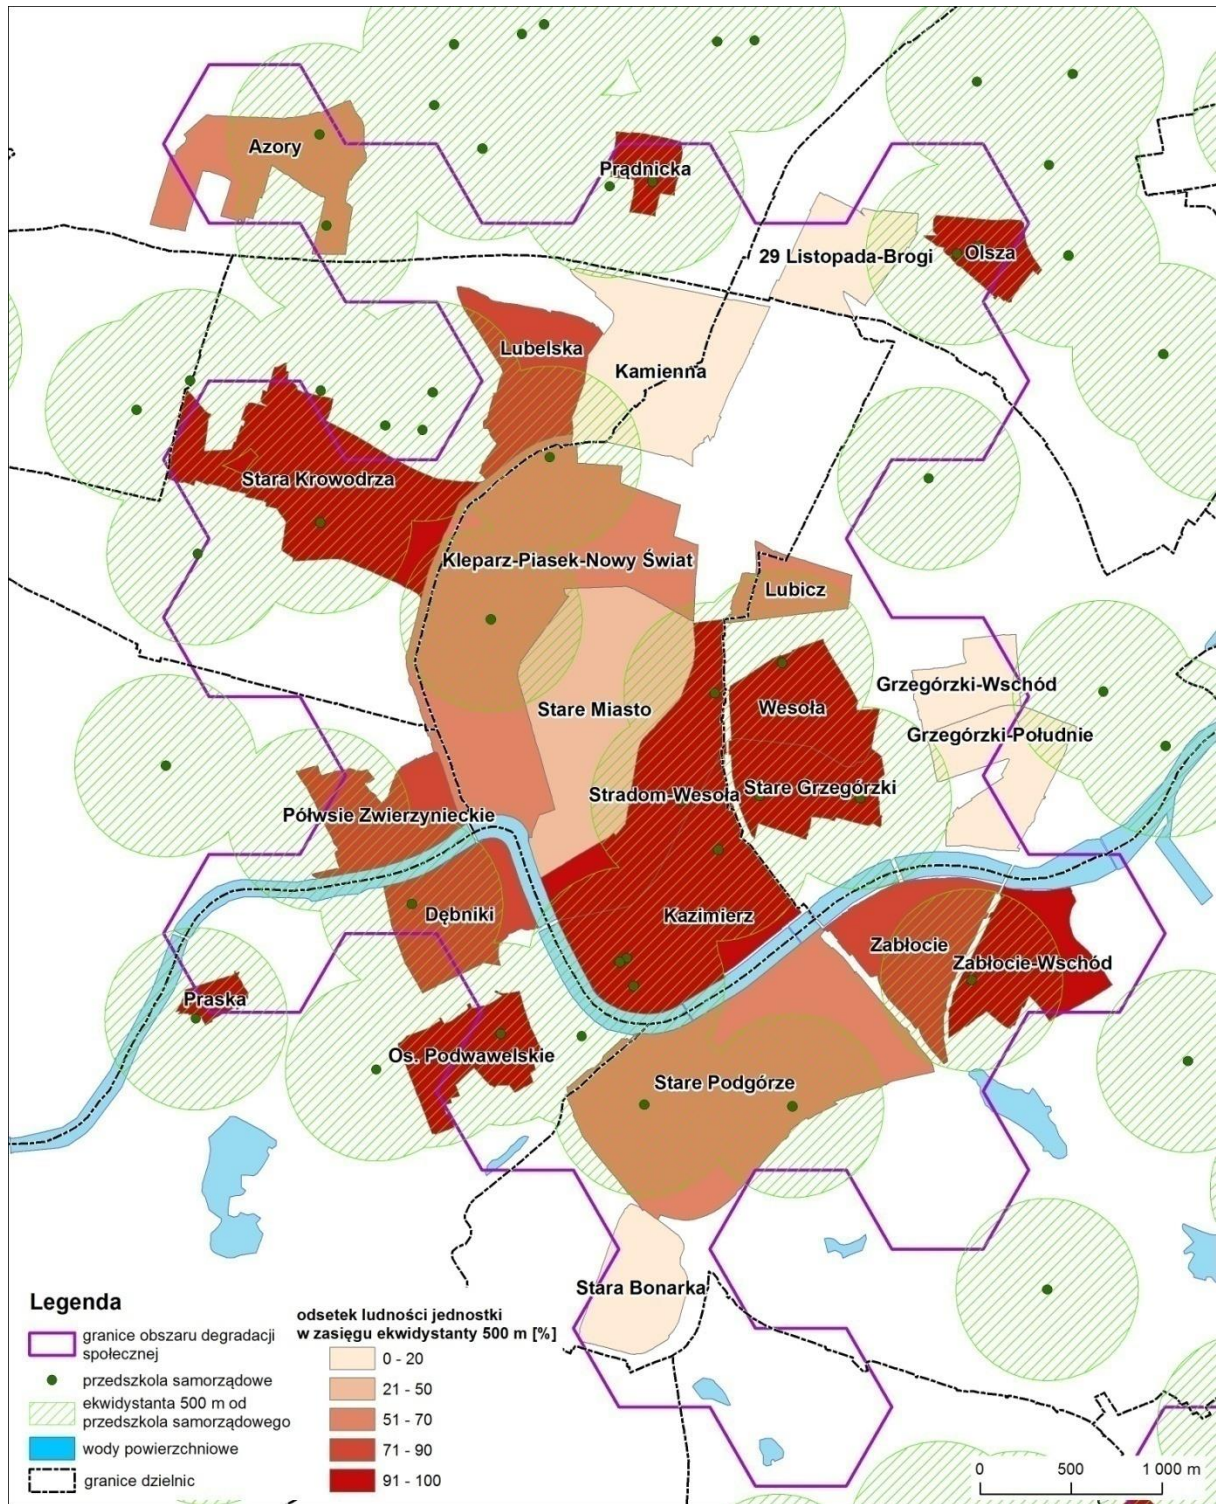 Azory
Prądnicka
29 Listopada-Brogi
Olsza
Lubelska
Kamienna
Stara Krowodrza
Kleparz-Piasek-Nowy Świat
Lubicz
Grzegórzki-Wschód
Stare Miasto
Wesoła
Grzegórzki-Południe
Stradom-Wesoła
Stare Grzegórzki
Półwsie Zwierzynieckie
Dębniki
Kazimierz
Zabłocie
Zabłocie-Wschód
Praska
Os. Podwawelskie
Stare Podgórze
Stara Bonarka
Legenda
granice obszaru degradacji
społecznej
przedszkola samorządowe
ekwidystanta 500 m od
przedszkola samorządowego
wody powierzchniowe
granice dzielnic
odsetek ludności jednostki
w zasięgu ekwidystanty 500 m [%]
0 - 20
21 - 50
51 - 70
71 - 90
91 - 100
0 500 1 000 m